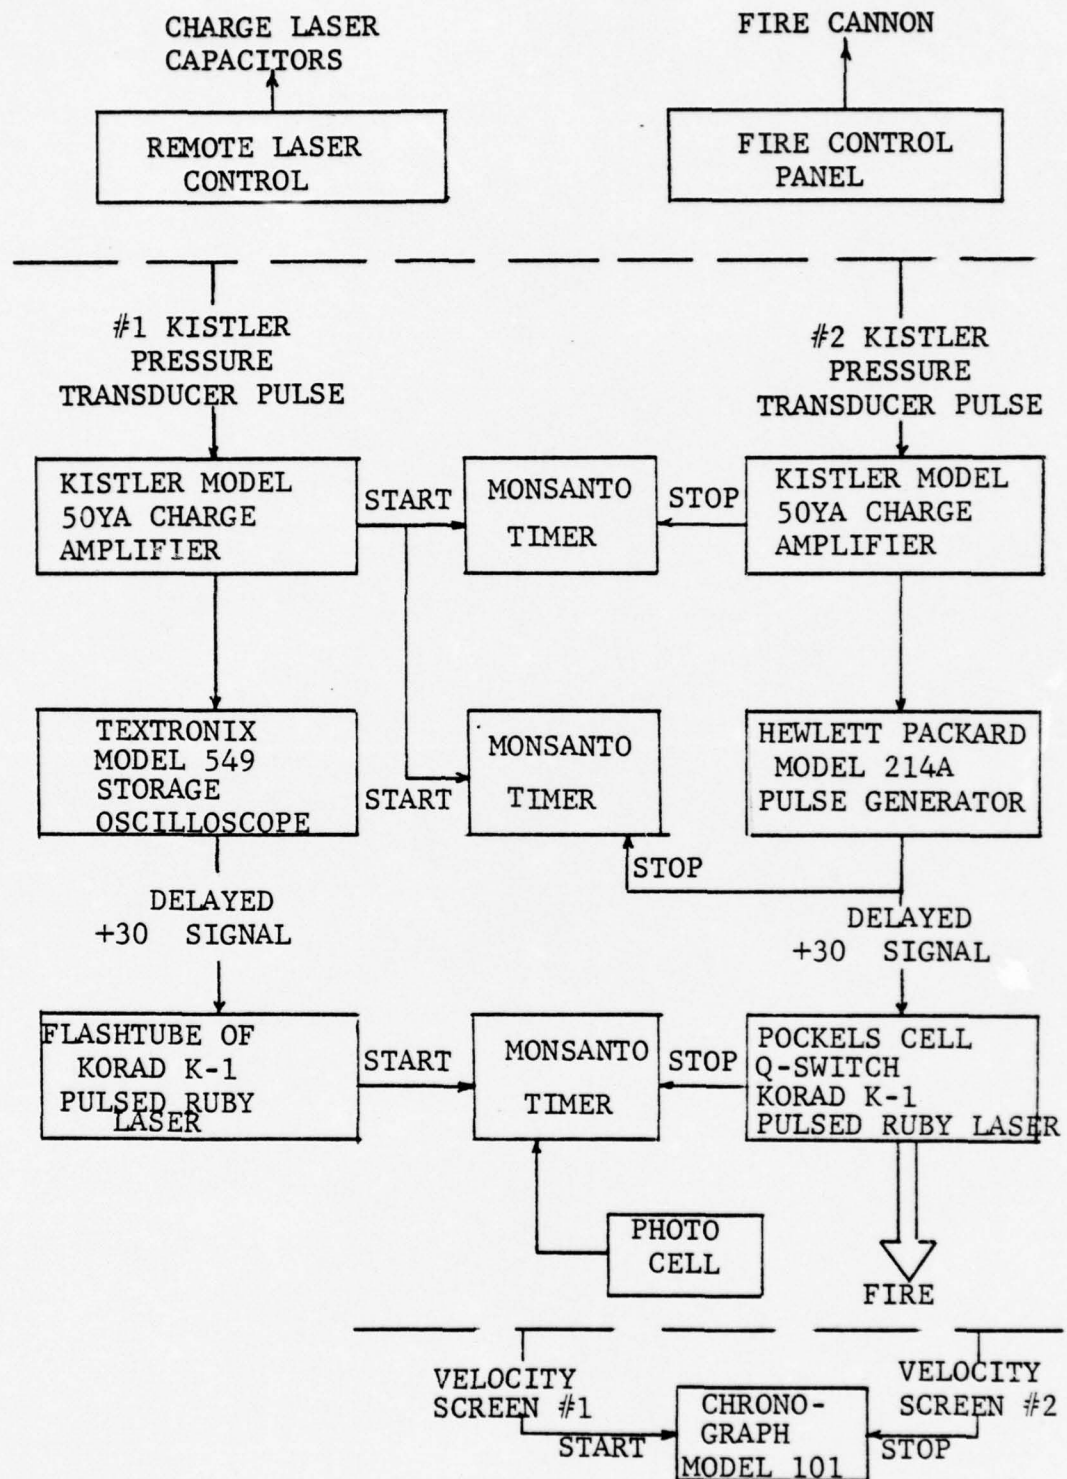 CHARGE LASER
CAPACITORS
FIRE CANNON
REMOTE LASER
CONTROL
FIRE CONTROL
PANEL
#1 KISTLER
PRESSURE
TRANSDUCER PULSE
#2 KISTLER
PRESSURE
TRANSDUCER PULSE
KISTLER MODEL
50YA CHARGE
AMPLIFIER
START
MONSANTO
TIMER
STOP
KISTLER MODEL
50YA CHARGE
AMPLIFIER
TEXTRONIX
MODEL 549
STORAGE
OSCILLOSCOPE
START
MONSANTO
TIMER
HEWLETT PACKARD
MODEL 214A
PULSE GENERATOR
STOP
DELAYED
+30 SIGNAL
DELAYED
+30 SIGNAL
FLASHTUBE OF
KORAD K-1
PULSED RUBY
LASER
START
MONSANTO
TIMER
STOP
POCKELS CELL
Q-SWITCH
KORAD K-1
PULSED RUBY LASER
PHOTO
CELL
FIRE
VELOCITY
SCREEN #1
START
CHRONO-
GRAPH
MODEL 101
VELOCITY
SCREEN #2
STOP